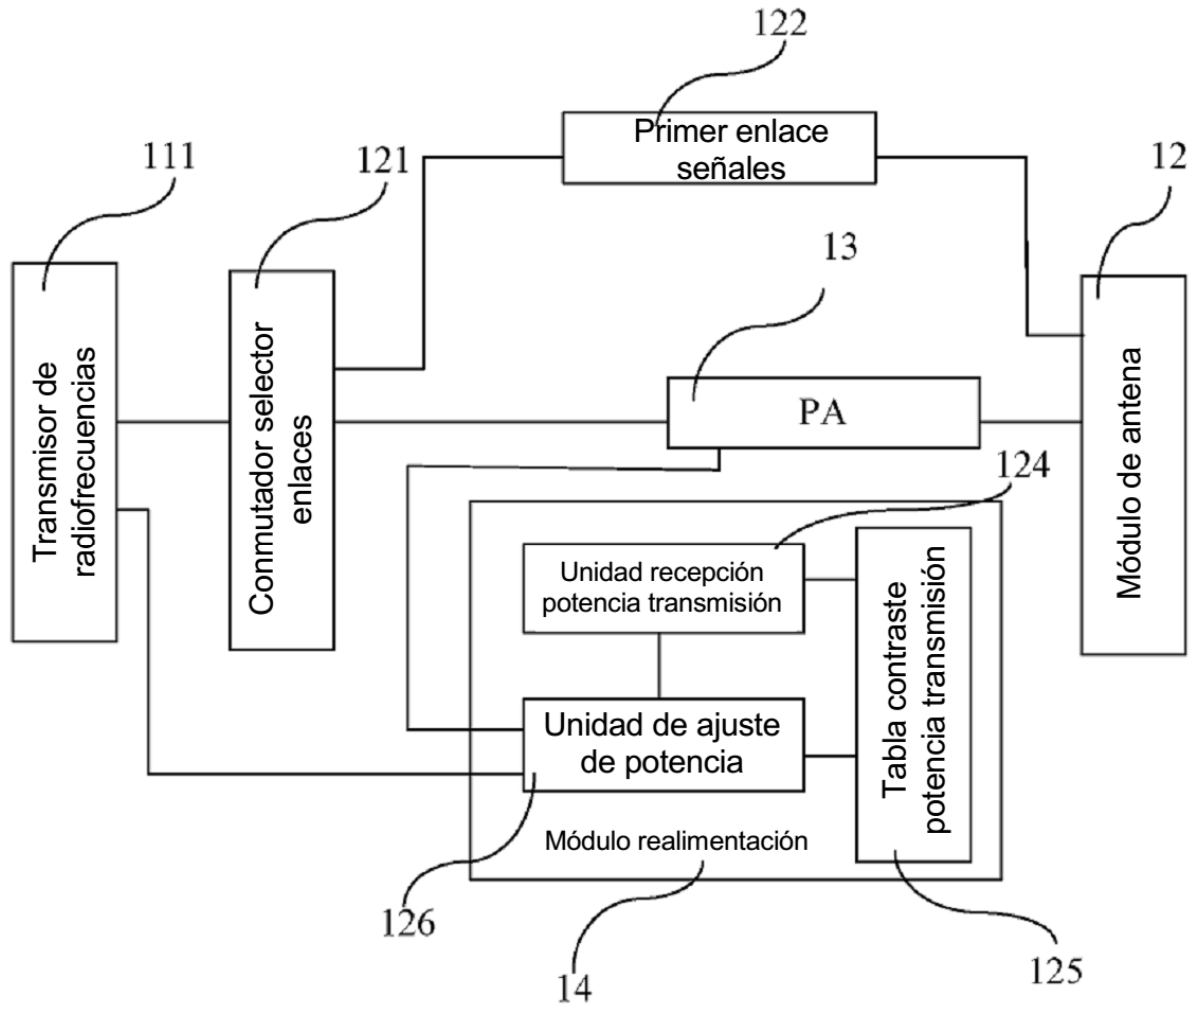 122
Primer enlace
señales
111
121
12
13
Transmisor de
radiofrecuencias
Conmutador selector
enlaces
PA
Módulo de antena
124
Unidad recepción
potencia transmisión
Tabla contraste
potencia transmisión
Unidad de ajuste
de potencia
Módulo realimentación
126
14
125